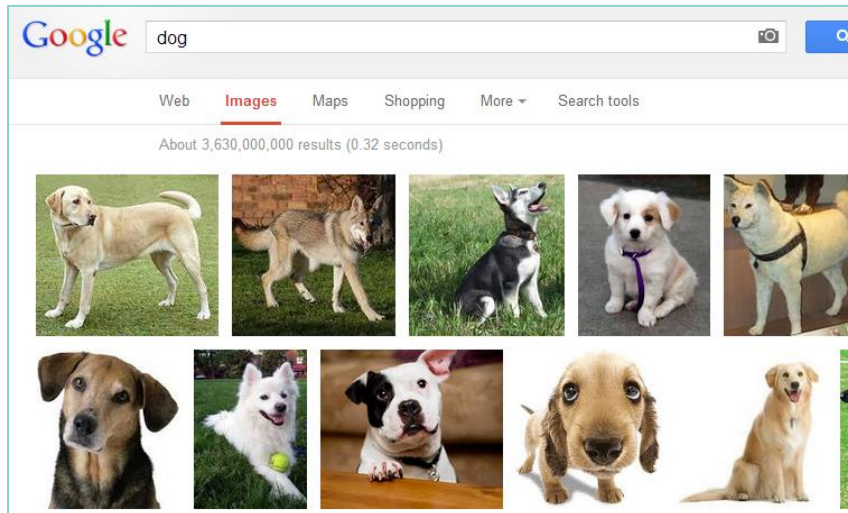 Google dog
Web Images Maps Shopping More Search tools
About 3,630,000,000 results (0.32 seconds)